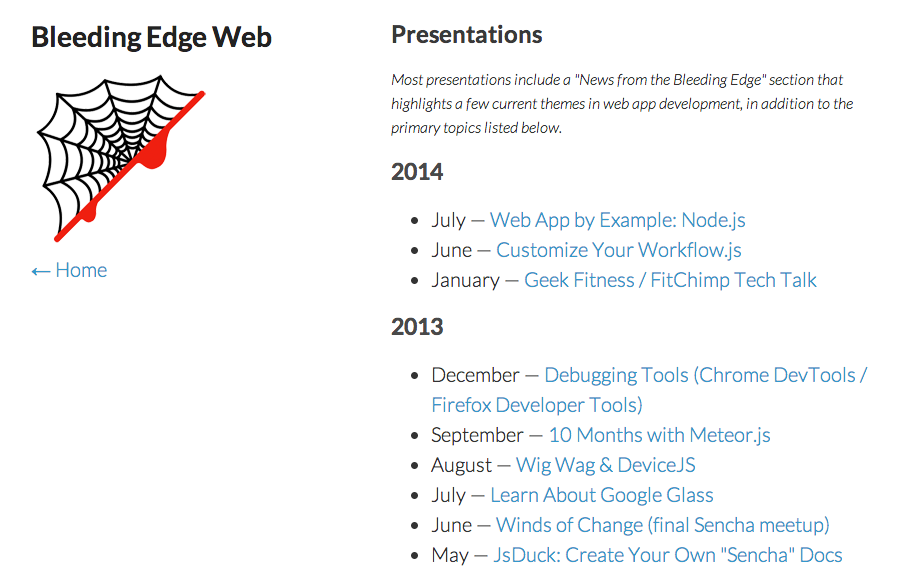 Bleeding Edge Web
← Home
Presentations
Most presentations include a "News from the Bleeding Edge" section that
highlights a few current themes in web app development, in addition to the
primary topics listed below.
2014
• July — Web App by Example: Node.js
• June — Customize Your Workflow.js
• January — Geek Fitness / FitChimp Tech Talk
2013
• December — Debugging Tools (Chrome DevTools /
Firefox Developer Tools)
• September — 10 Months with Meteor.js
• August — Wig Wag & DeviceJS
• July — Learn About Google Glass
• June — Winds of Change (final Sencha meetup)
• May — JsDuck: Create Your Own "Sencha" Docs